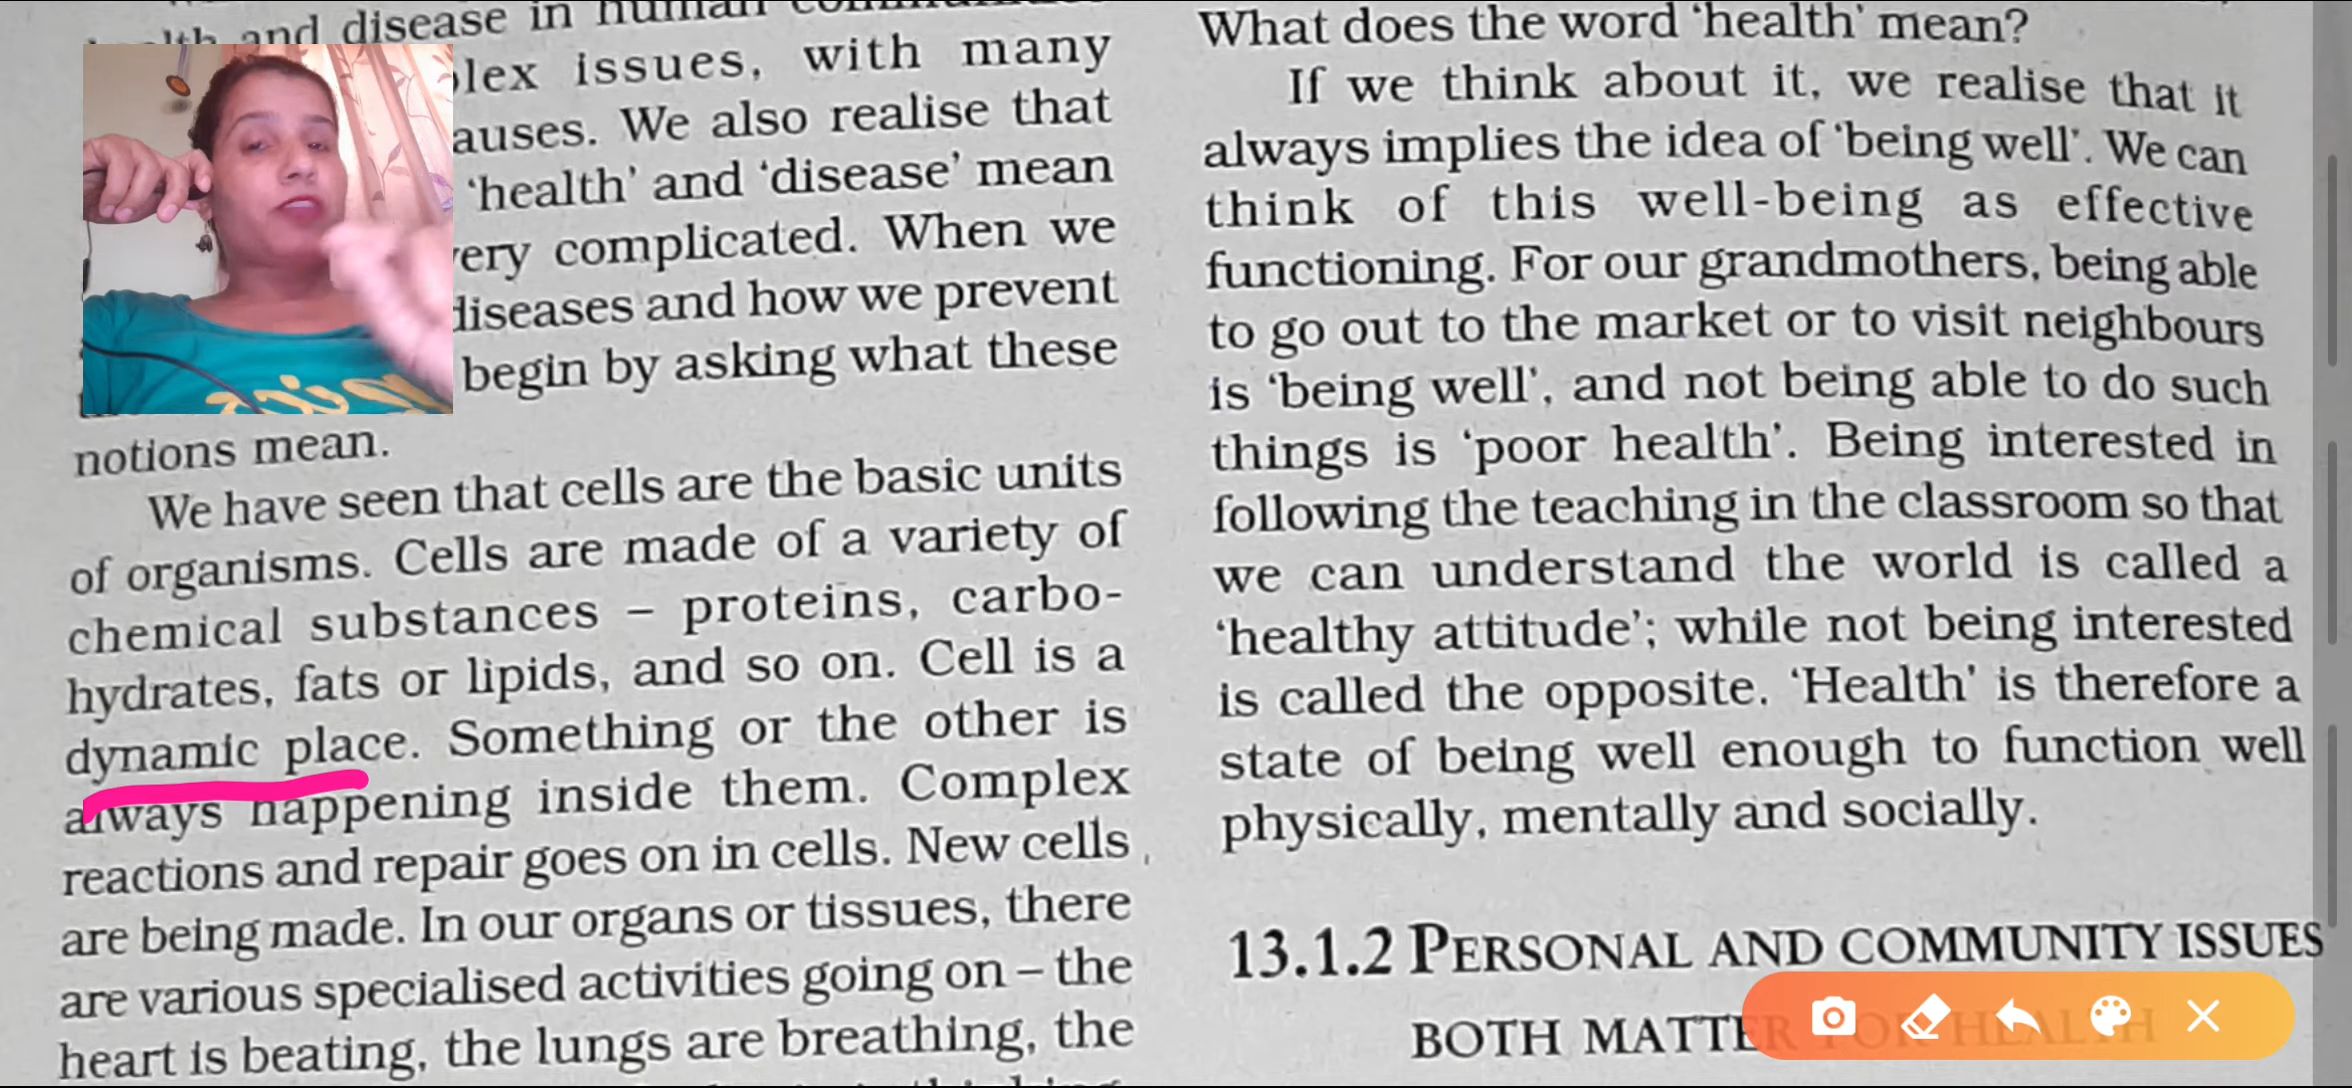 and disease in human
lex issues, with many
auses. We also realise that
'health' and 'disease' mean
ery complicated. When we
diseases and how we prevent
begin by asking what these
notions mean.
We have seen that cells are the basic units
of organisms. Cells are made of a variety of
chemical substances – proteins, carbo-
hydrates, fats or lipids, and so on. Cell is a
dynamic place. Something or the other is
always happening inside them. Complex
reactions and repair goes on in cells. New cells
are being made. In our organs or tissues, there
are various specialised activities going on – the
heart is beating, the lungs are breathing, the
What does the word 'health' mean?
If we think about it, we realise that it
always implies the idea of 'being well'. We can
think of this well-being as effective
functioning. For our grandmothers, being able
to go out to the market or to visit neighbours
is 'being well', and not being able to do such
things is 'poor health'. Being interested in
following the teaching in the classroom so that
we can understand the world is called a
'healthy attitude'; while not being interested
is called the opposite. 'Health' is therefore a
state of being well enough to function well
physically, mentally and socially.
13.1.2 PERSONAL AND COMMUNITY ISSUES
BOTH MATTER FOR HEALTH